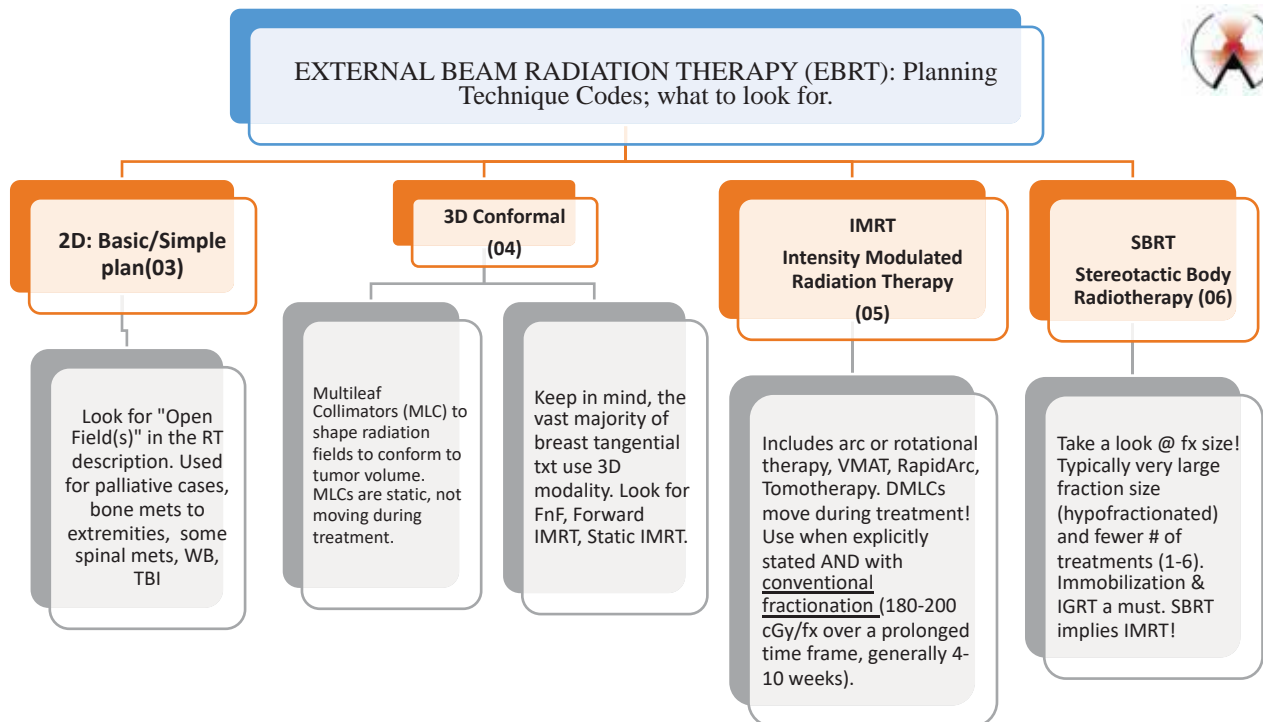 EXTERNAL BEAM RADIATION THERAPY (EBRT): Planning
Technique Codes; what to look for.
2D: Basic/Simple
plan(03)
Look for "Open
Field(s)" in the RT
description. Used
for palliative cases,
bone mets to
extremities, some
spinal mets, WB,
TBI
3D Conformal
(04)
Multileaf
Collimators (MLC) to
shape radiation
fields to conform to
tumor volume.
MLCs are static, not
moving during
treatment.
Keep in mind, the
vast majority of
breast tangential
txt use 3D
modality. Look for
FnF, Forward
IMRT, Static IMRT.
IMRT
Intensity Modulated
Radiation Therapy
(05)
Includes arc or rotational
therapy, VMAT, RapidArc,
Tomotherapy. DMLCs
move during treatment!
Use when explicitly
stated AND with
conventional
fractionation (180-200
cGy/fx over a prolonged
time frame, generally 4-
10 weeks).
SBRT
Stereotactic Body
Radiotherapy (06)
Take a look @ fx size!
Typically very large
fraction size
(hypofractionated)
and fewer # of
treatments (1-6).
Immobilization &
IGRT a must. SBRT
implies IMRT!